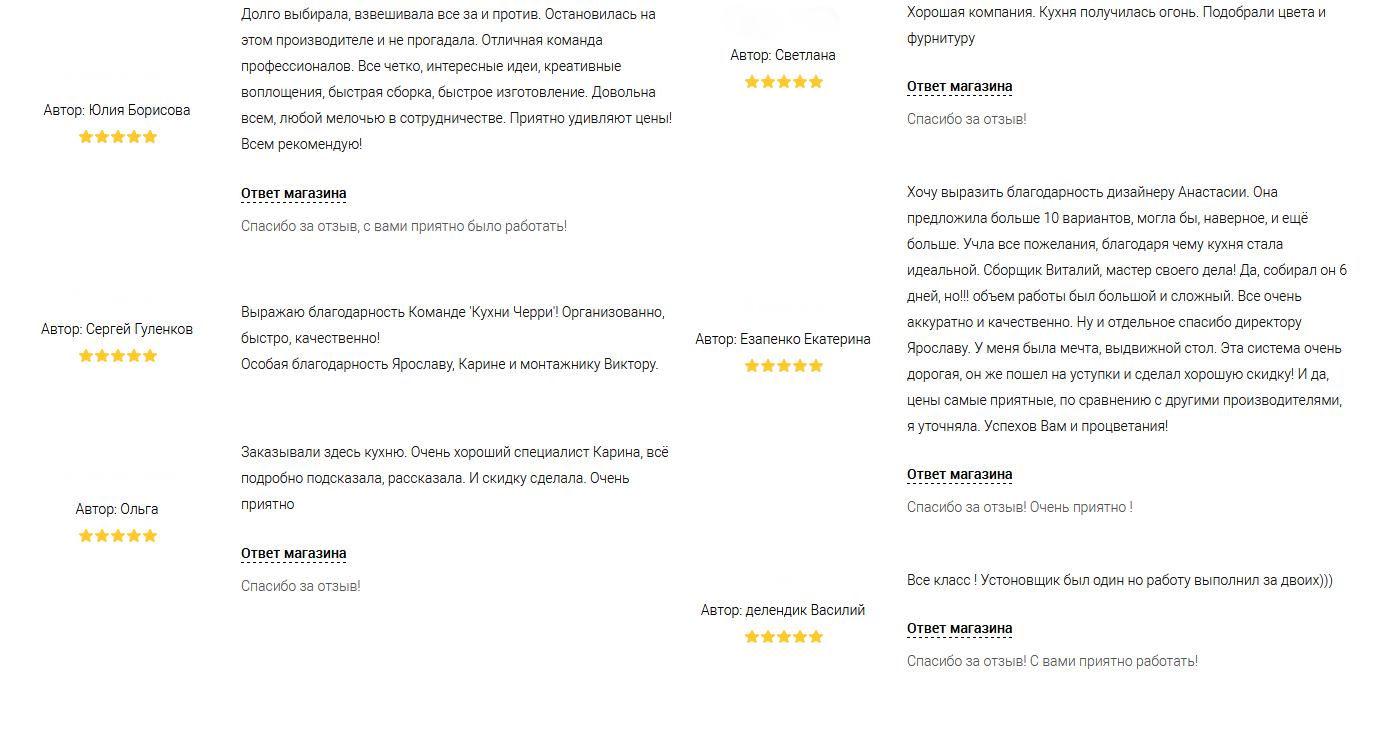 Долго выбирала, взвешивала все за и против. Остановилась на
этом производителе и не прогадала. Отличная команда
профессионалов. Все четко, интересные идеи, креативные
воплощения, быстрая сборка, быстрое изготовление. Довольна
всем, любой мелочью в сотрудничестве. Приятно удивляют цены!
Всем рекомендую!
Автор: Юлия Борисова
Ответ магазина
Спасибо за отзыв, с вами приятно было работать!
Автор: Сергей Гуленков
Выражаю благодарность Команде 'Кухни Черри'! Организованно,
быстро, качественно!
Особая благодарность Ярославу, Карине и монтажнику Виктору.
Автор: Ольга
Заказывали здесь кухню. Очень хороший специалист Карина, всё
подробно подсказала, рассказала. И скидку сделала. Очень
приятно
Ответ магазина
Спасибо за отзыв!
Автор: Светлана
Хорошая компания. Кухня получилась огонь. Подобрали цвета и
фурнитуру
Ответ магазина
Спасибо за отзыв!
Автор: Езапенко Екатерина
Хочу выразить благодарность дизайнеру Анастасии. Она
предложила больше 10 вариантов, могла бы, наверное, и ещё
больше. Учла все пожелания, благодаря чему кухня стала
идеальной. Сборщик Виталий, мастер своего дела! Да, собирал он 6
дней, но!!! объем работы был большой и сложный. Все очень
аккуратно и качественно. Ну и отдельное спасибо директору
Ярославу. У меня была мечта, выдвижной стол. Эта система очень
дорогая, он же пошел на уступки и сделал хорошую скидку! И да,
цены самые приятные, по сравнению с другими производителями,
я уточняла. Успехов Вам и процветания!
Ответ магазина
Спасибо за отзыв! Очень приятно !
Автор: делендик Василий
Все класс ! Устоновщик был один но работу выполнил за двоих)))
Ответ магазина
Спасибо за отзыв! С вами приятно работать!